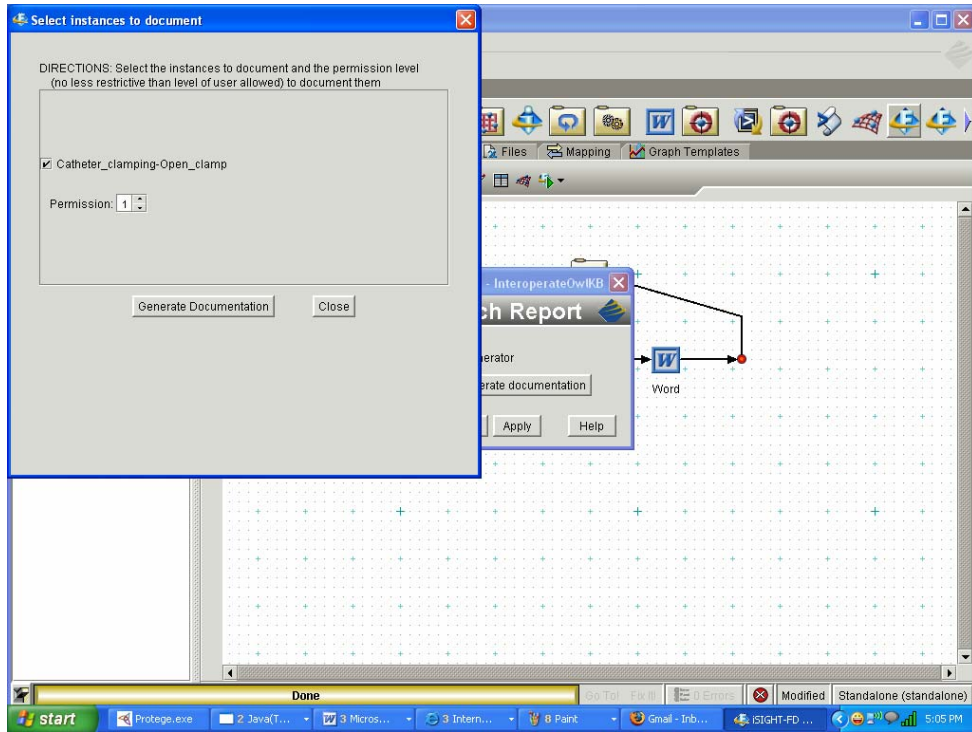 Select instances to document
DIRECTIONS: Select the instances to document and the permission level
(no less restrictive than level of user allowed) to document them
Catheter_clamping-Open_clamp
Permission: 1
Generate Documentation Close
Files Mapping Graph Templates
- InteroperateOwlKB
ch Report
nerator
erate documentation
Apply Help
W
Word
Done
Go To! Fix It! 0 Errors Modified Standalone (standalone)
start Protege.exe 2 Java(T... 3 Micros... 3 Intern... 8 Paint Gmail - Inb... iSIGHT-FD ... 5:05 PM